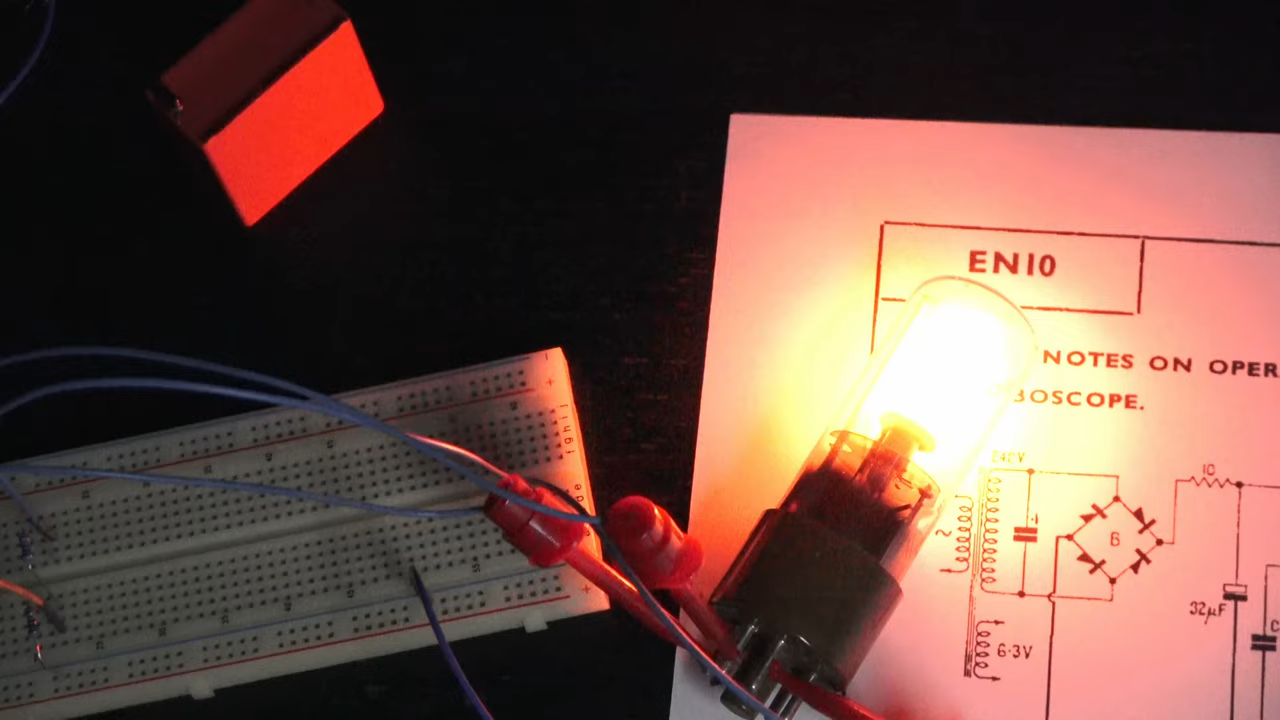 EN10
NOTES ON OPER
BOSCOPE.
240V
10
B
32µF
C
6·3V
f g h i j